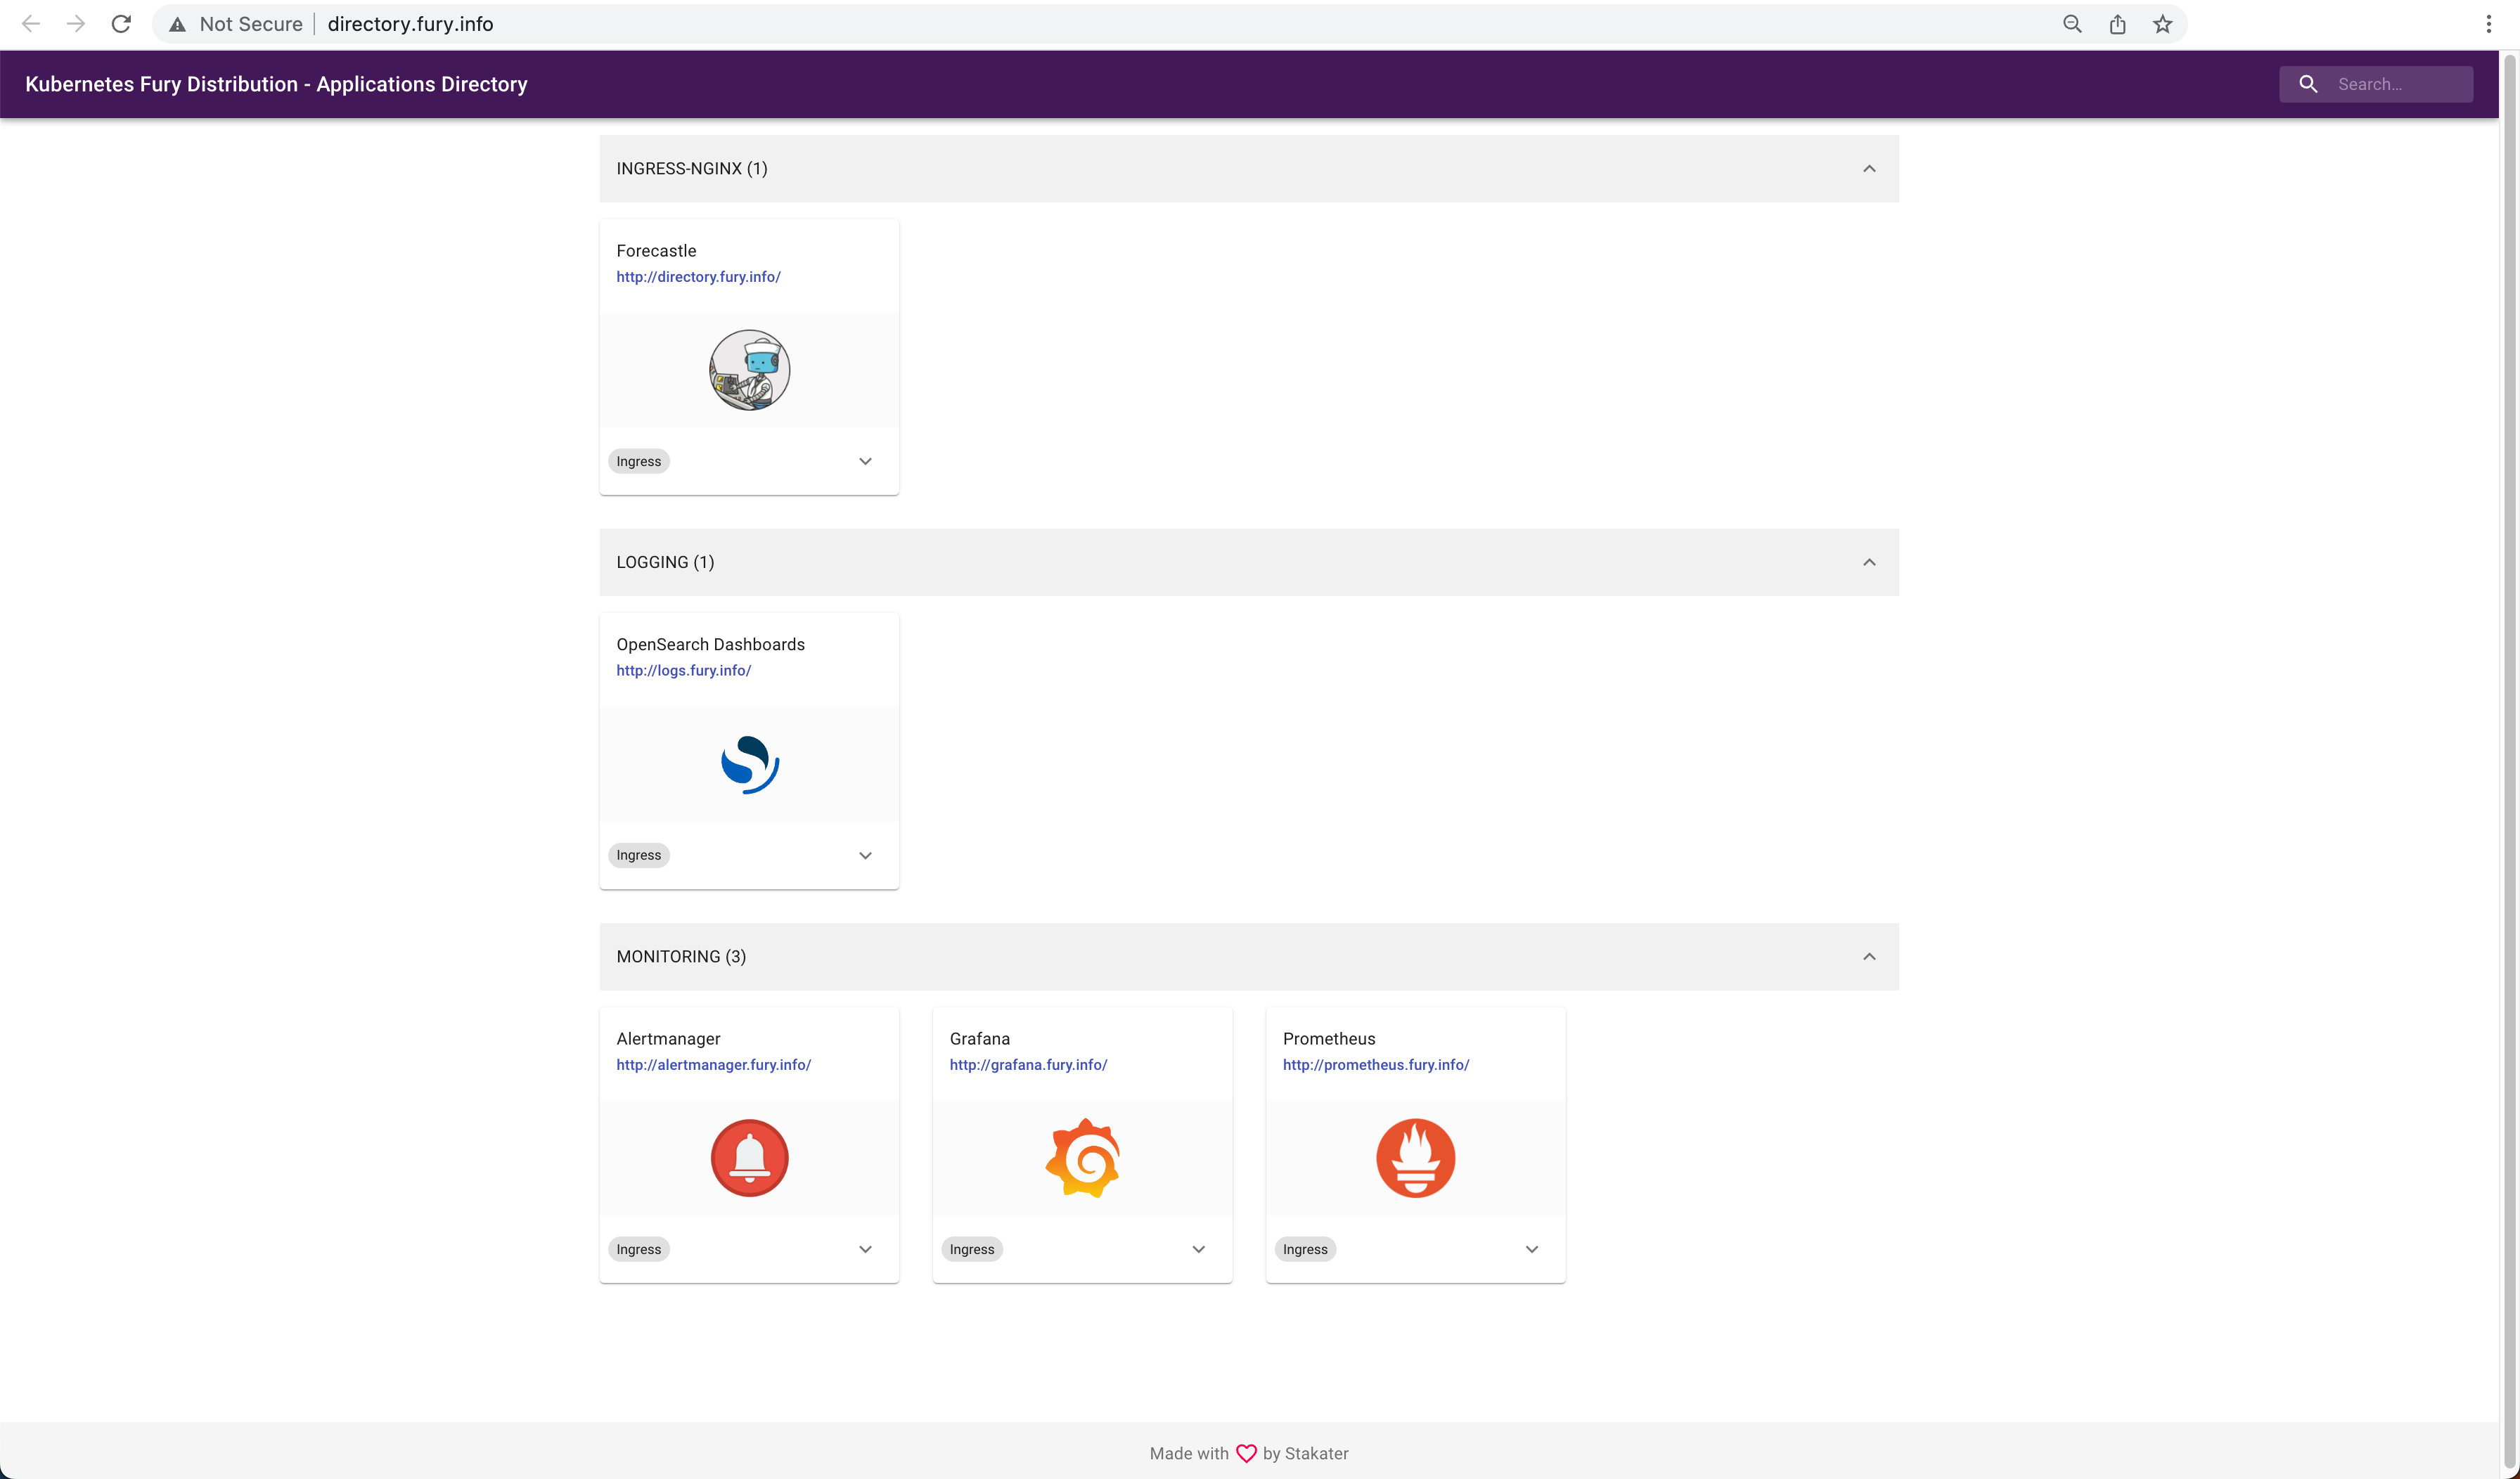 Not Secure | directory.fury.info
Kubernetes Fury Distribution - Applications Directory
Search...
INGRESS-NGINX (1)
Forecastle
http://directory.fury.info/
Ingress
LOGGING (1)
OpenSearch Dashboards
http://logs.fury.info/
Ingress
MONITORING (3)
Alertmanager
http://alertmanager.fury.info/
Ingress
Grafana
http://grafana.fury.info/
Ingress
Prometheus
http://prometheus.fury.info/
Ingress
Made with by Stakater